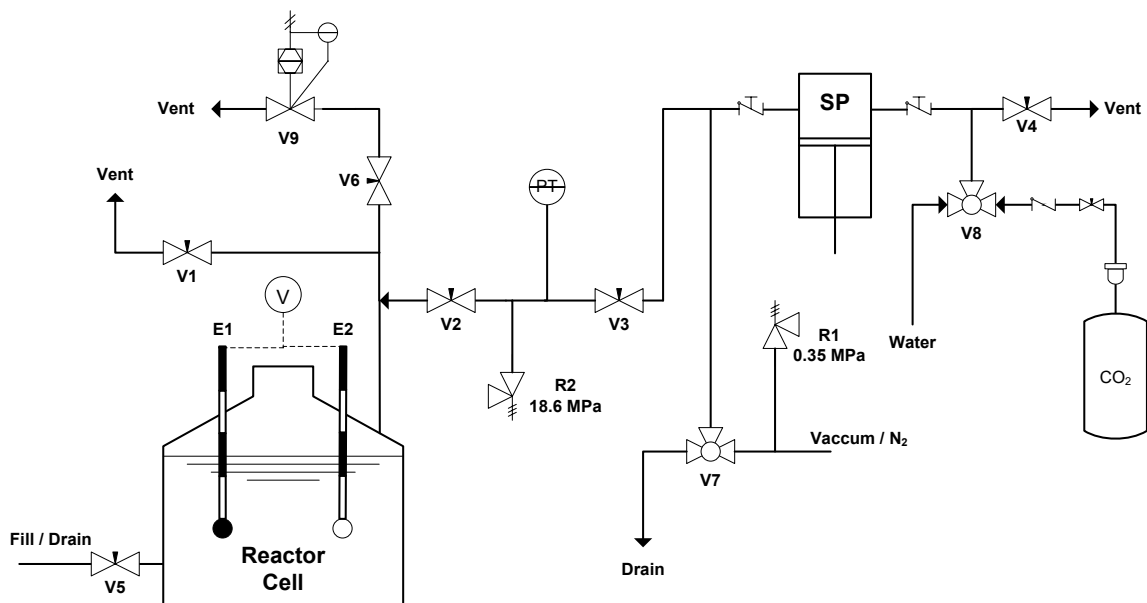 Vent
V9
V6
Vent
V1
V
E1
E2
PT
V2
V3
R2
18.6 MPa
SP
V4
Vent
V8
R1
0.35 MPa
Water
CO₂
Vaccum / N₂
V7
Drain
Fill / Drain
V5
Reactor
Cell